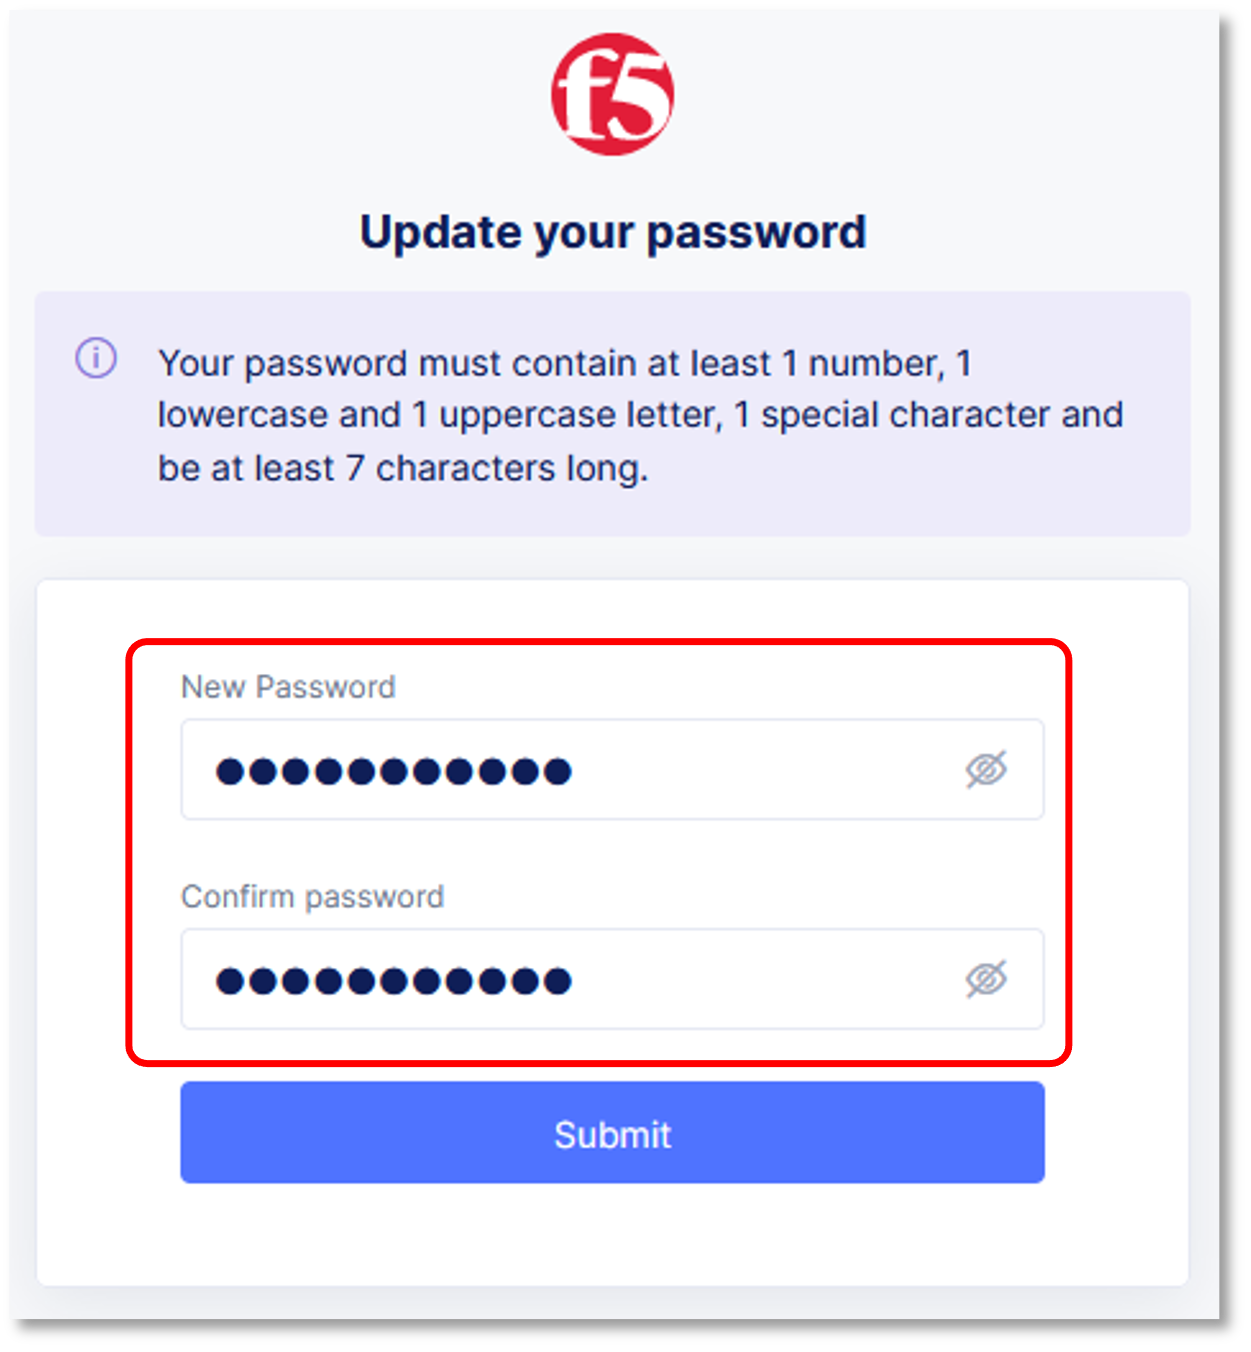 f5
Update your password
Your password must contain at least 1 number, 1
lowercase and 1 uppercase letter, 1 special character and
be at least 7 characters long.
New Password
Confirm password
Submit